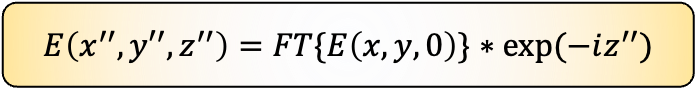 E(x′′, y′′, z′′) = FT{E(x, y, 0)} ∗ exp(−iz′′)